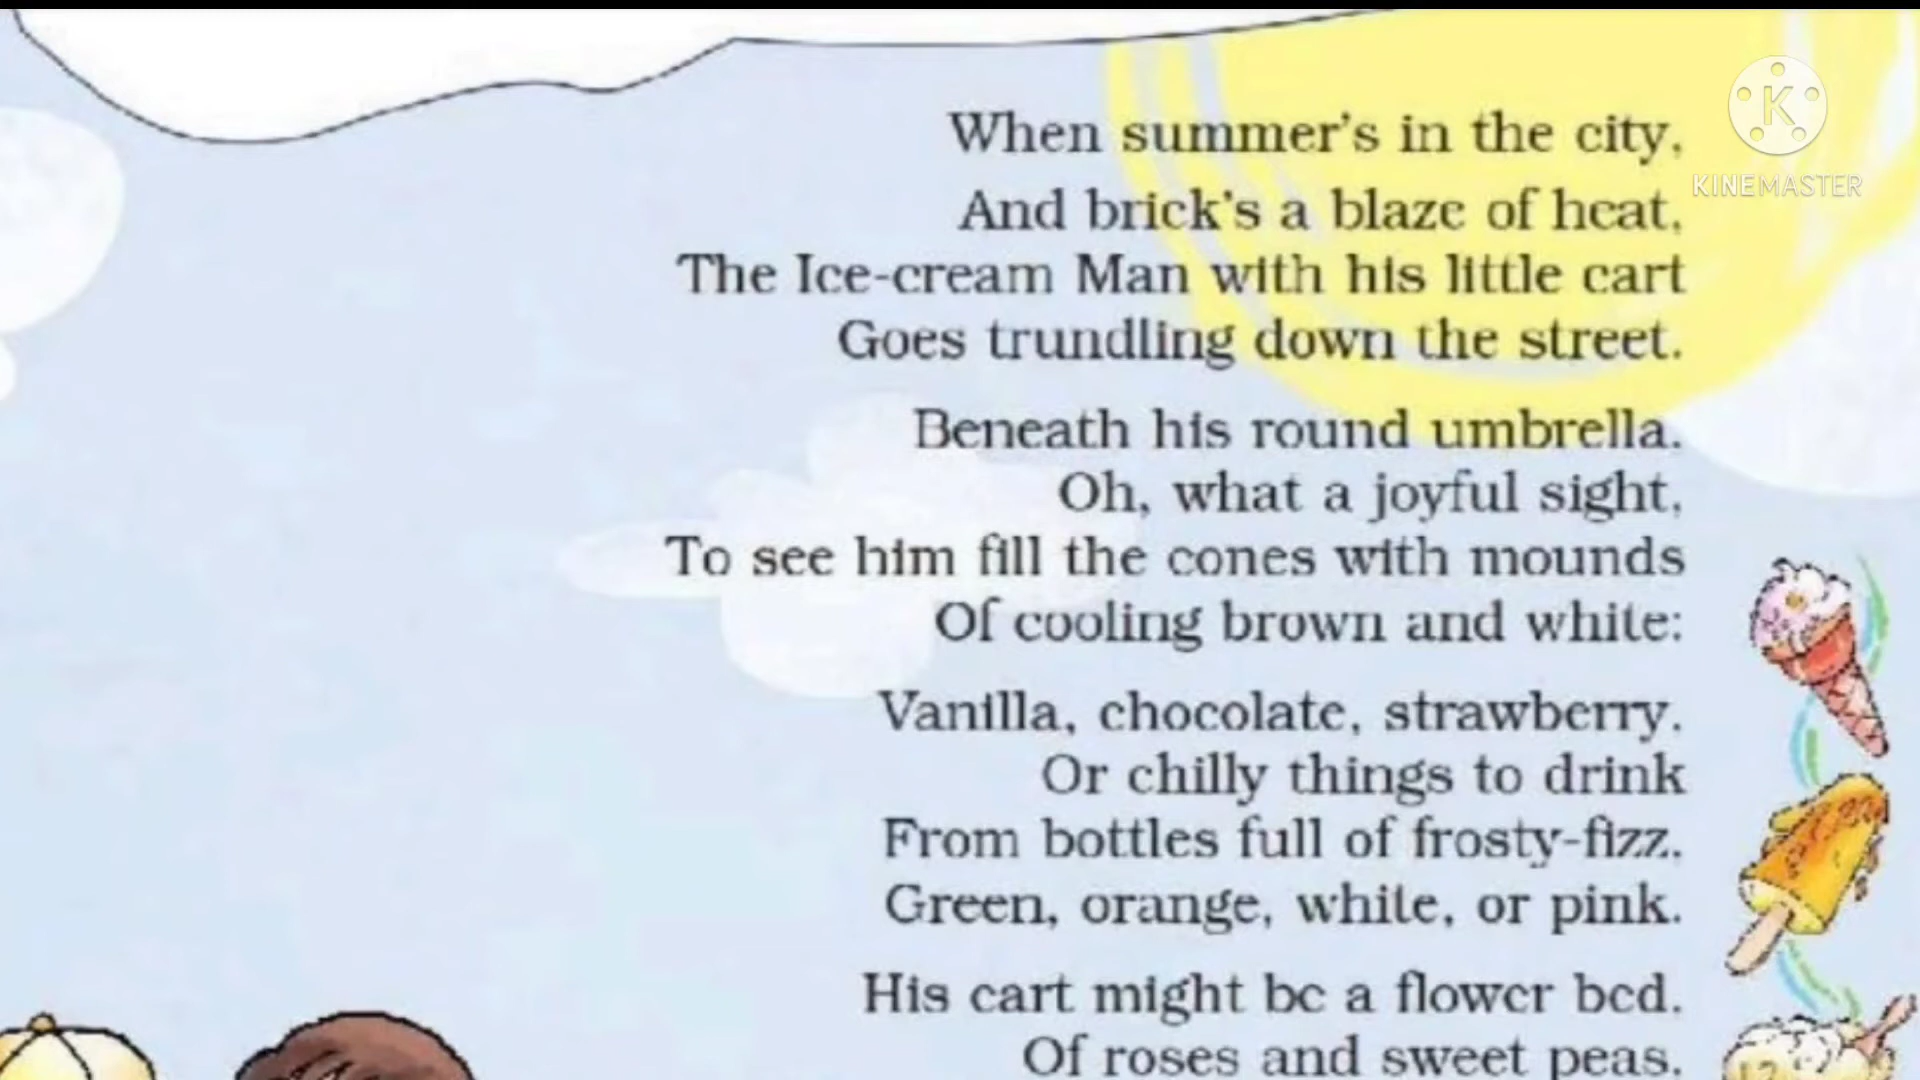 When summer's in the city,
And brick's a blaze of heat,
The Ice-cream Man with his little cart
Goes trundling down the street.
Beneath his round umbrella,
Oh, what a joyful sight,
To see him fill the cones with mounds
Of cooling brown and white:
Vanilla, chocolate, strawberry,
Or chilly things to drink
From bottles full of frosty-fizz,
Green, orange, white, or pink.
His cart might be a flower bed,
Of roses and sweet peas,
K
KINEMASTER